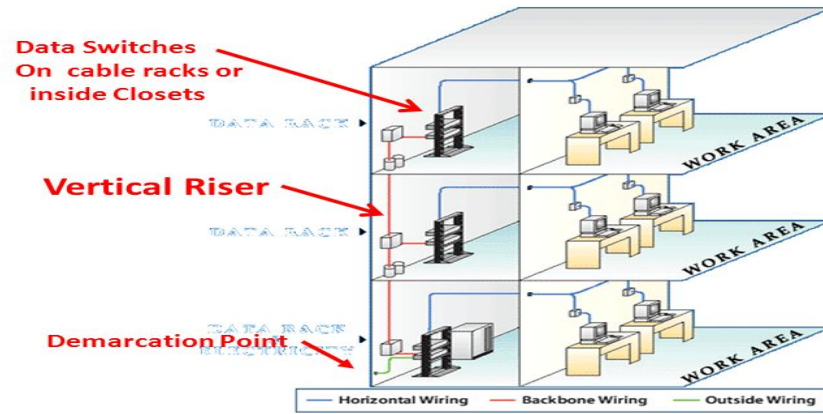 Data Switches
On cable racks or
inside Closets
DATA RACK
WORK AREA
Vertical Riser
DATA RACK
WORK AREA
Demarcation Point
DATA RACK
ELECTRICITY
WORK AREA
Horizontal Wiring
Backbone Wiring
Outside Wiring